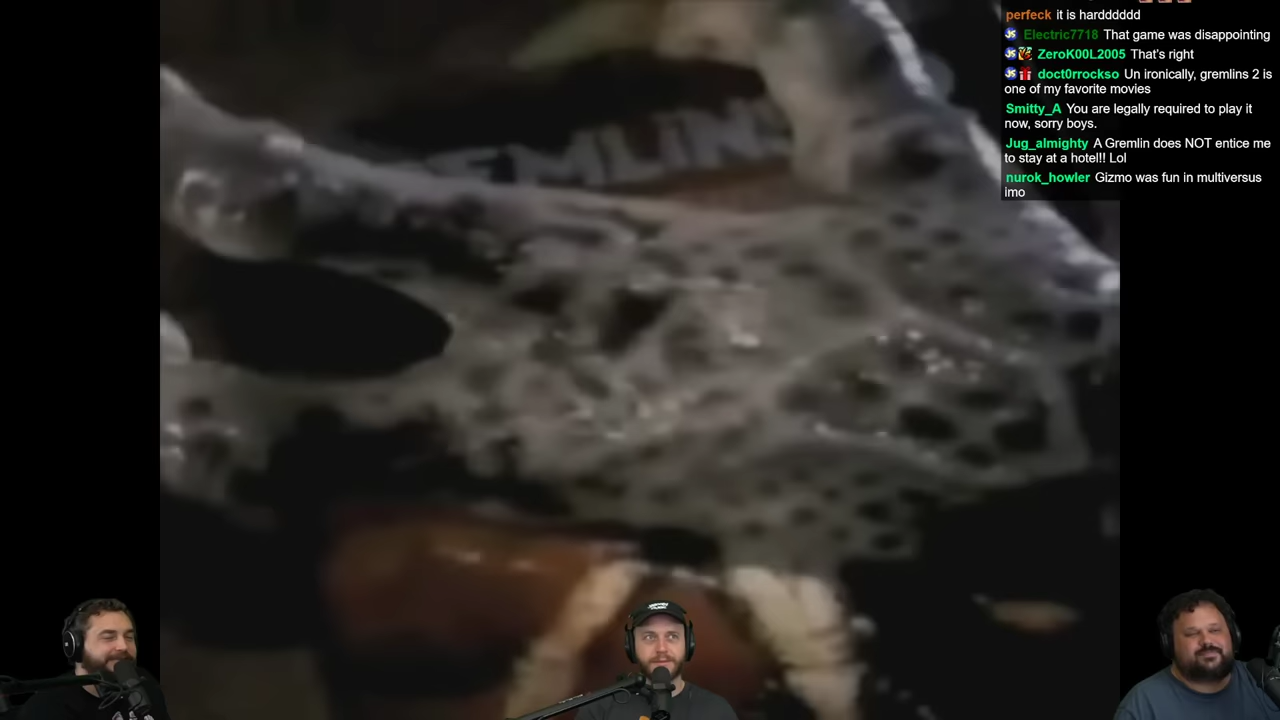 perfeck it is hardddddd
Electric7718 That game was disappointing
ZeroK00L2005 That's right
doct0rrockso Un ironically, gremlins 2 is
one of my favorite movies
Smitty_A You are legally required to play it
now, sorry boys.
Jug_almighty A Gremlin does NOT entice me
to stay at a hotel!! Lol
nurok_howler Gizmo was fun in multiversus
imo
EMLINS